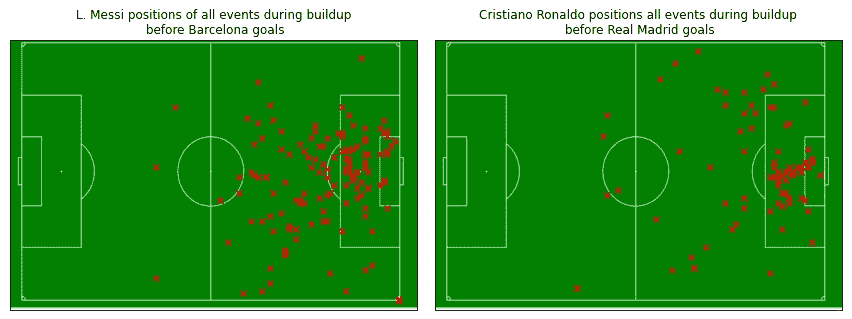 L. Messi positions of all events during buildup
before Barcelona goals
Cristiano Ronaldo positions all events during buildup
before Real Madrid goals